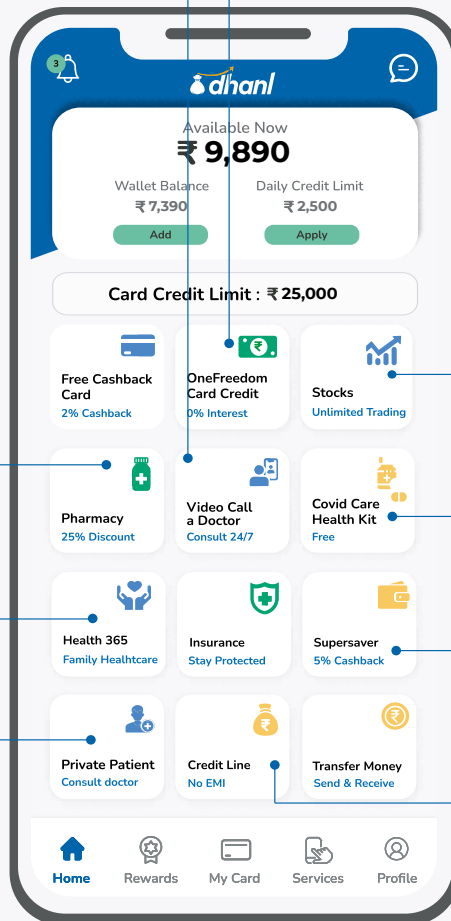 3
dhanI
Available Now
₹ 9,890
Wallet Balance Daily Credit Limit
₹ 7,390 ₹ 2,500
Add Apply
Card Credit Limit : ₹ 25,000
Free Cashback
Card
2% Cashback
OneFreedom
Card Credit
0% Interest
Stocks
Unlimited Trading
Pharmacy
25% Discount
Video Call
a Doctor
Consult 24/7
Covid Care
Health Kit
Free
Health 365
Family Healhtcare
Insurance
Stay Protected
Supersaver
5% Cashback
Private Patient
Consult doctor
Credit Line
No EMI
Transfer Money
Send & Receive
Home Rewards My Card Services Profile